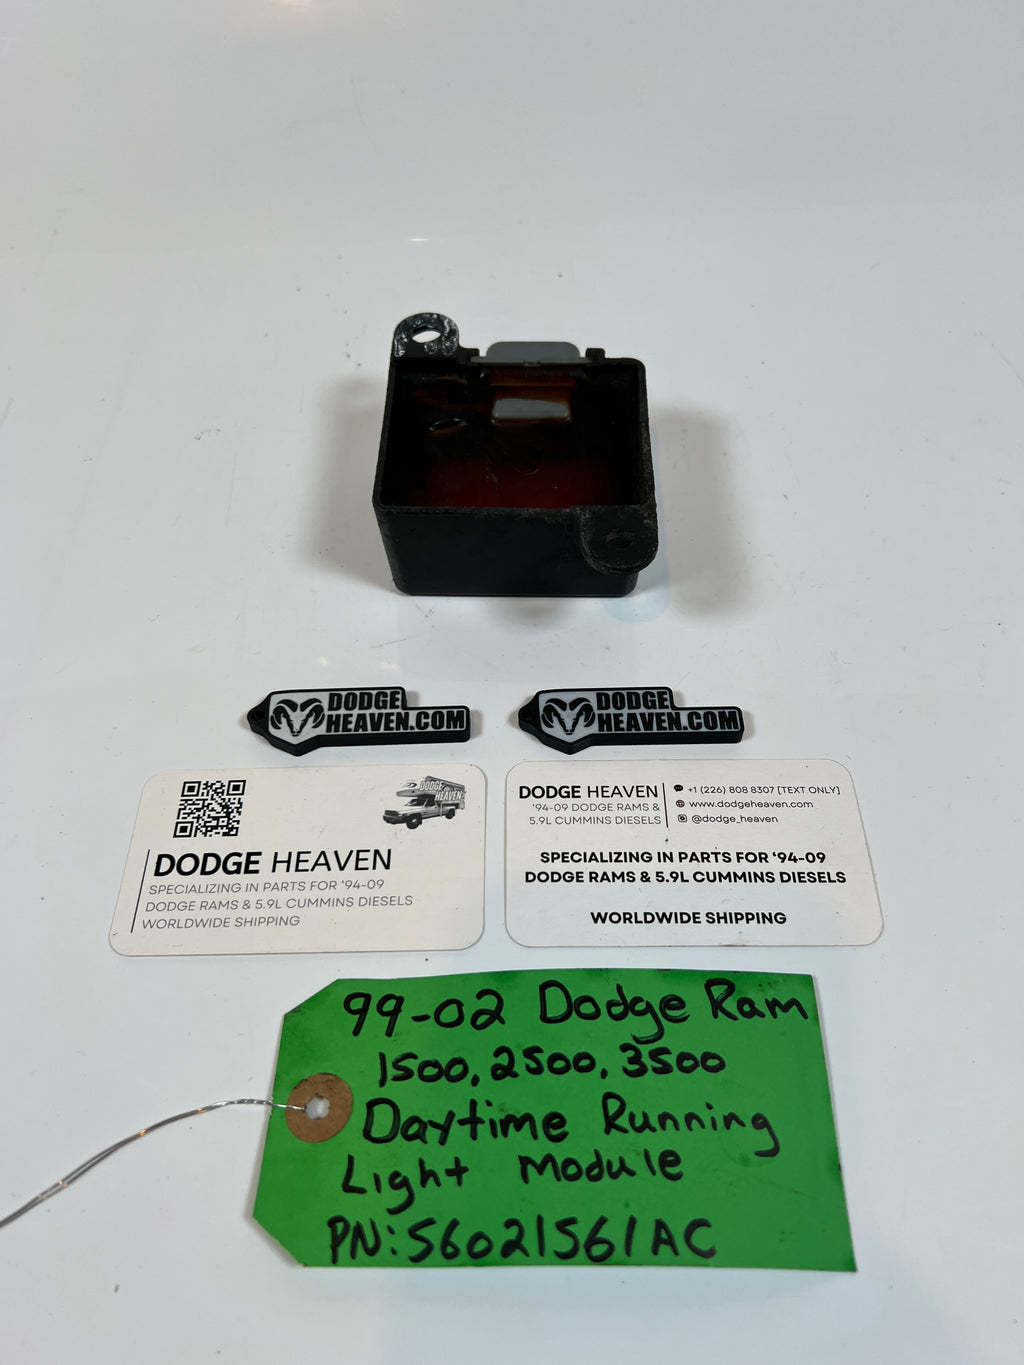 DODGE
HEAVEN.COM
DODGE
HEAVEN.COM
DODGE
HEAVEN
DODGE HEAVEN
SPECIALIZING IN PARTS FOR '94-09
DODGE RAMS & 5.9L CUMMINS DIESELS
WORLDWIDE SHIPPING
DODGE HEAVEN
'94-09 DODGE RAMS &
5.9L CUMMINS DIESELS
+1 (226) 808 8307 [TEXT ONLY]
www.dodgeheaven.com
@dodge_heaven
SPECIALIZING IN PARTS FOR '94-09
DODGE RAMS & 5.9L CUMMINS DIESELS
WORLDWIDE SHIPPING
99-02 Dodge Ram
1500, 2500, 3500
Daytime Running
Light Module
PN: 56021561AC